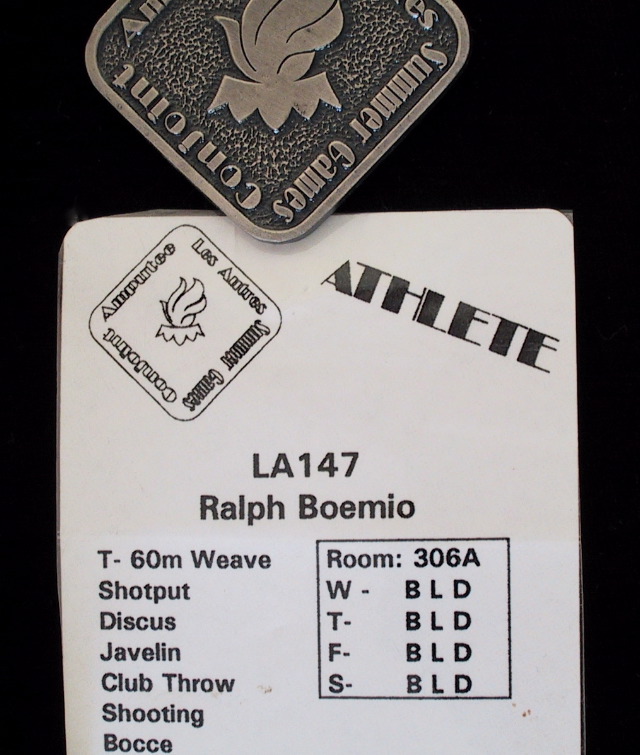 Conjoint
Summer Games
Amputee
Les Autres
Summer Games
Conjoint
ATHLETE
LA147
Ralph Boemio
T- 60m Weave
Shotput
Discus
Javelin
Club Throw
Shooting
Bocce
Room: 306A
W - B L D
T- B L D
F- B L D
S- B L D